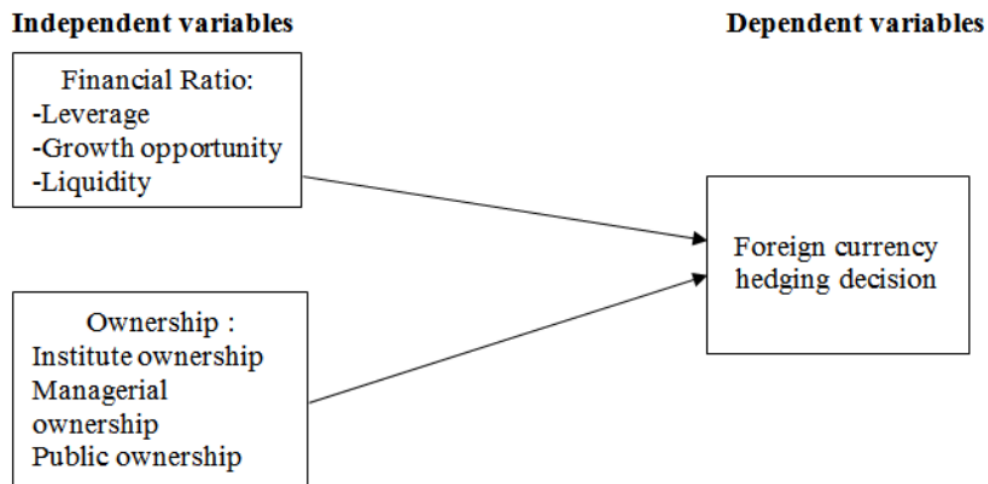 Independent variables
Financial Ratio:
-Leverage
-Growth opportunity
-Liquidity
Ownership :
Institute ownership
Managerial
ownership
Public ownership
Dependent variables
Foreign currency
hedging decision